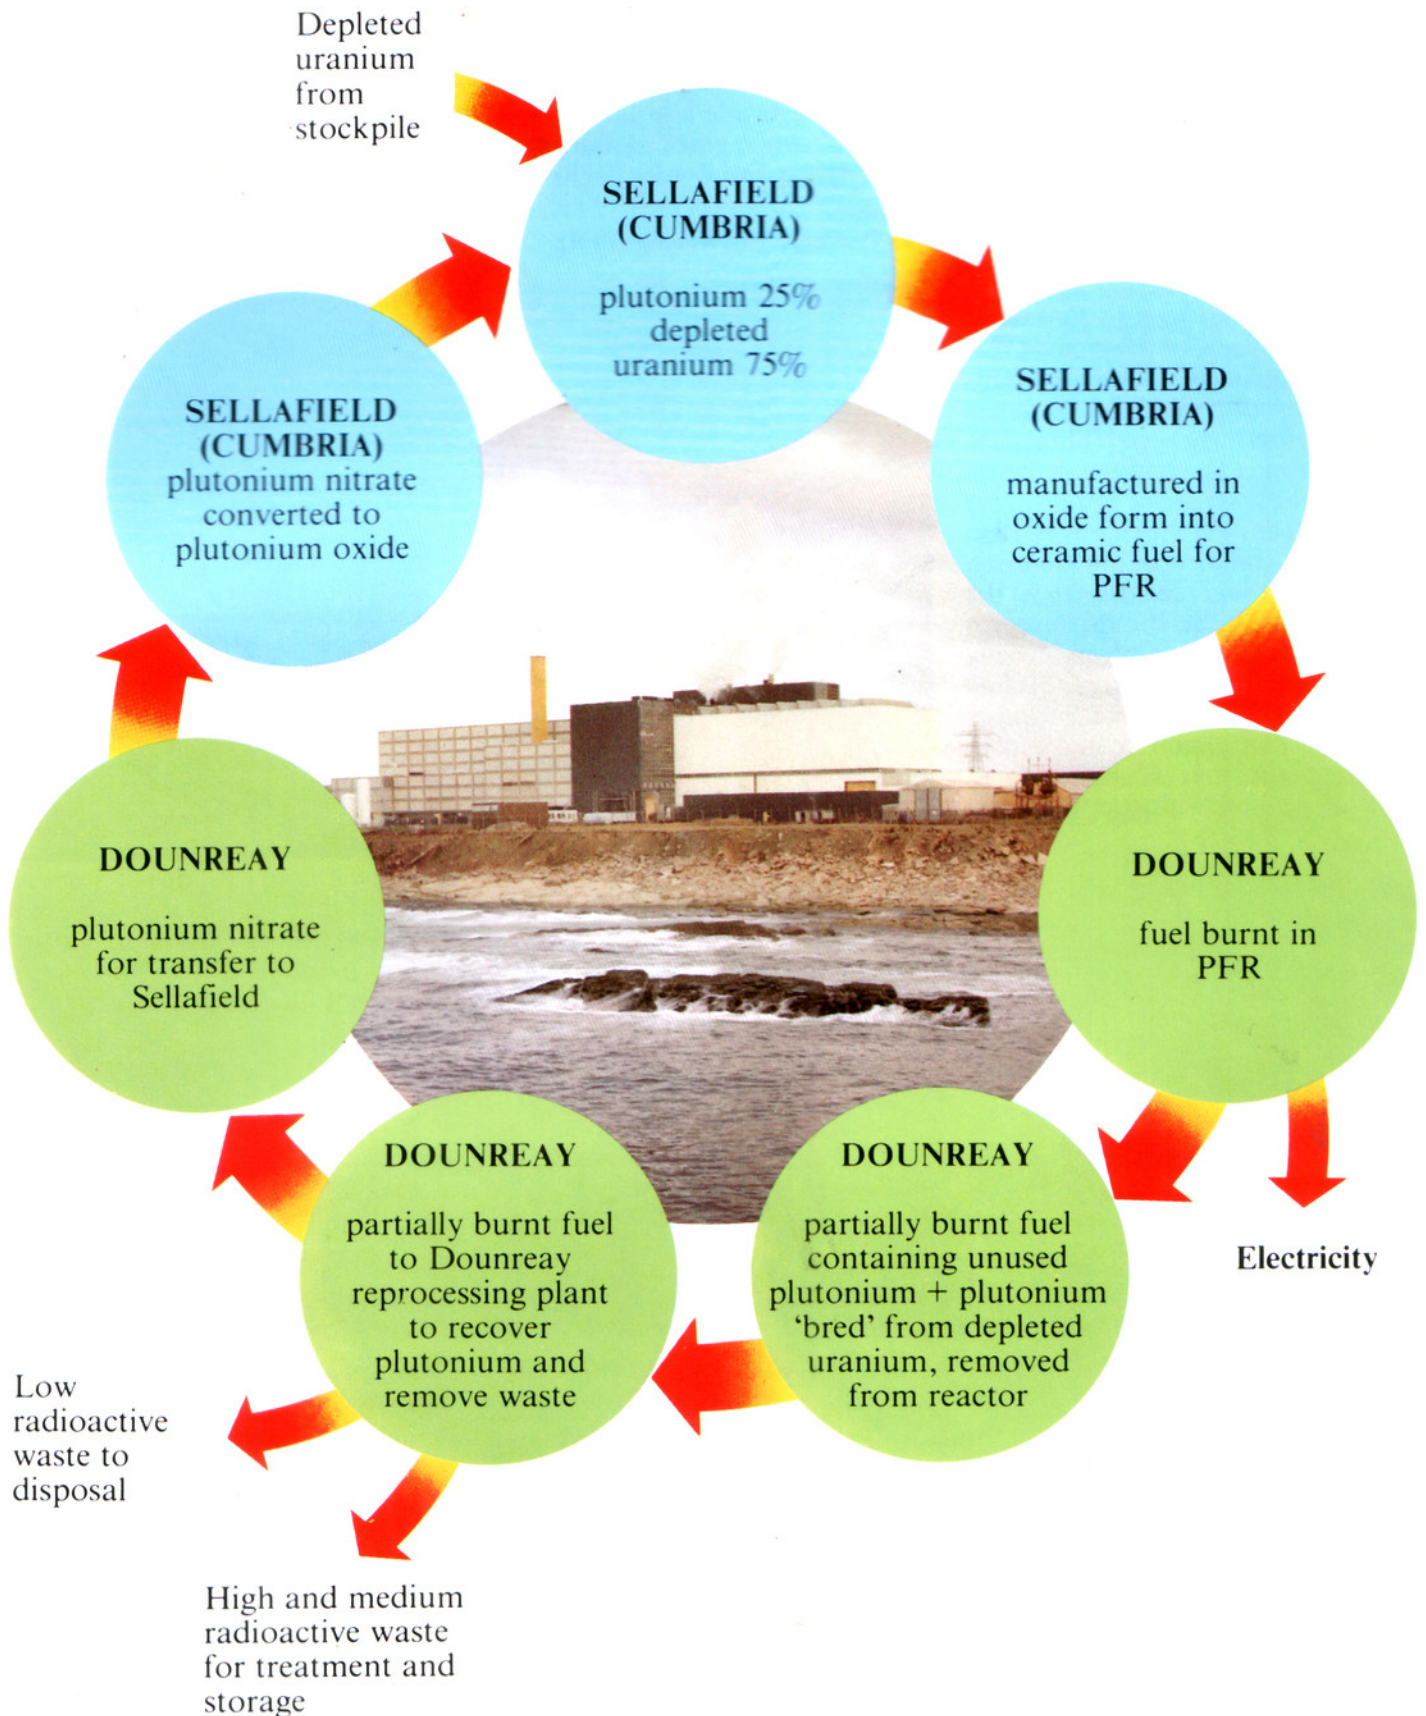 Depleted
uranium
from
stockpile
SELLAFIELD
(CUMBRIA)
plutonium 25%
depleted
uranium 75%
SELLAFIELD
(CUMBRIA)
manufactured in
oxide form into
ceramic fuel for
PFR
DOUNREAY
fuel burnt in
PFR
Electricity
DOUNREAY
partially burnt fuel
containing unused
plutonium + plutonium
‘bred’ from depleted
uranium, removed
from reactor
DOUNREAY
partially burnt fuel
to Dounreay
reprocessing plant
to recover
plutonium and
remove waste
Low
radioactive
waste to
disposal
High and medium
radioactive waste
for treatment and
storage
DOUNREAY
plutonium nitrate
for transfer to
Sellafield
SELLAFIELD
(CUMBRIA)
plutonium nitrate
converted to
plutonium oxide